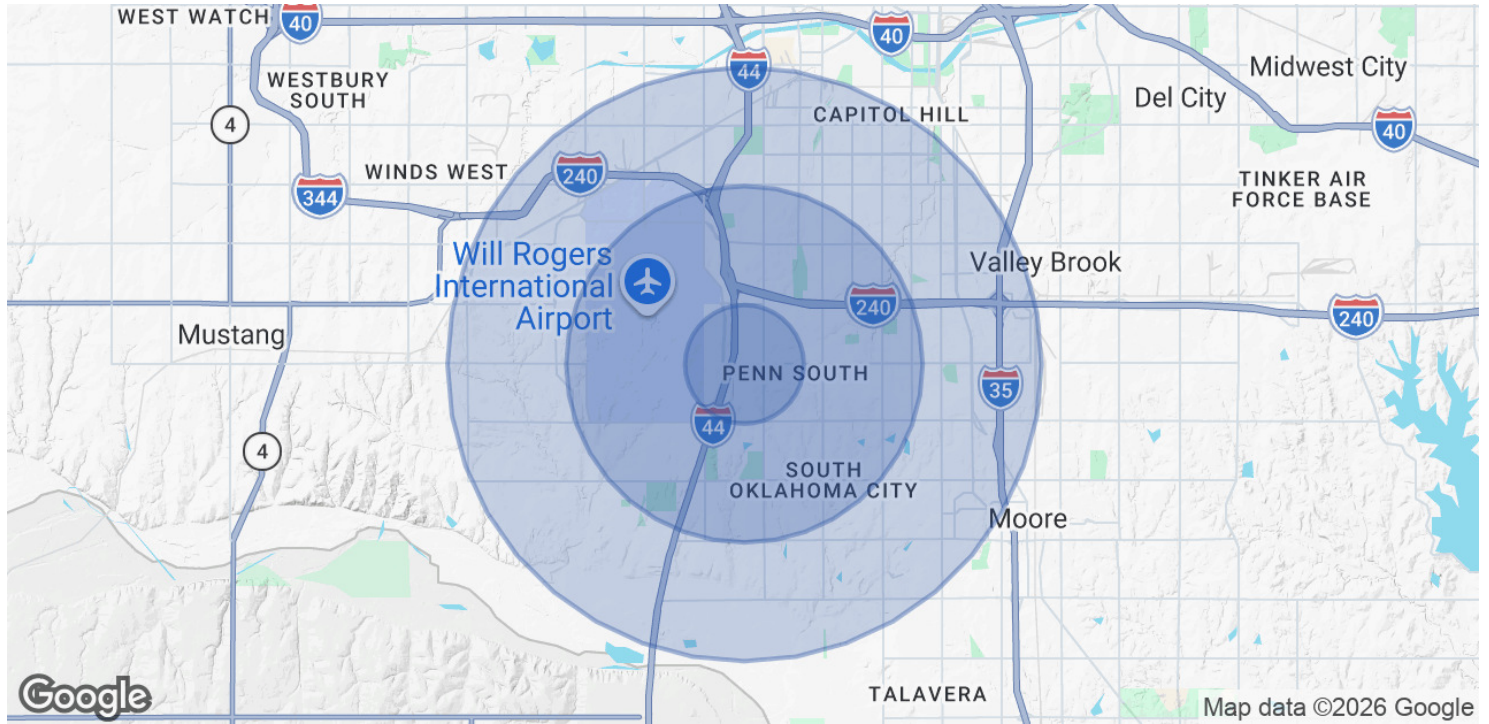 WEST WATCH
40
44
40
Midwest City
WESTBURY
SOUTH
Del City
CAPITOL HILL
4
40
WINDS WEST
240
344
TINKER AIR
FORCE BASE
Will Rogers
International
Airport
Valley Brook
240
240
Mustang
PENN SOUTH
35
44
4
SOUTH
OKLAHOMA CITY
Moore
TALAVERA
Google
Map data ©2026 Google